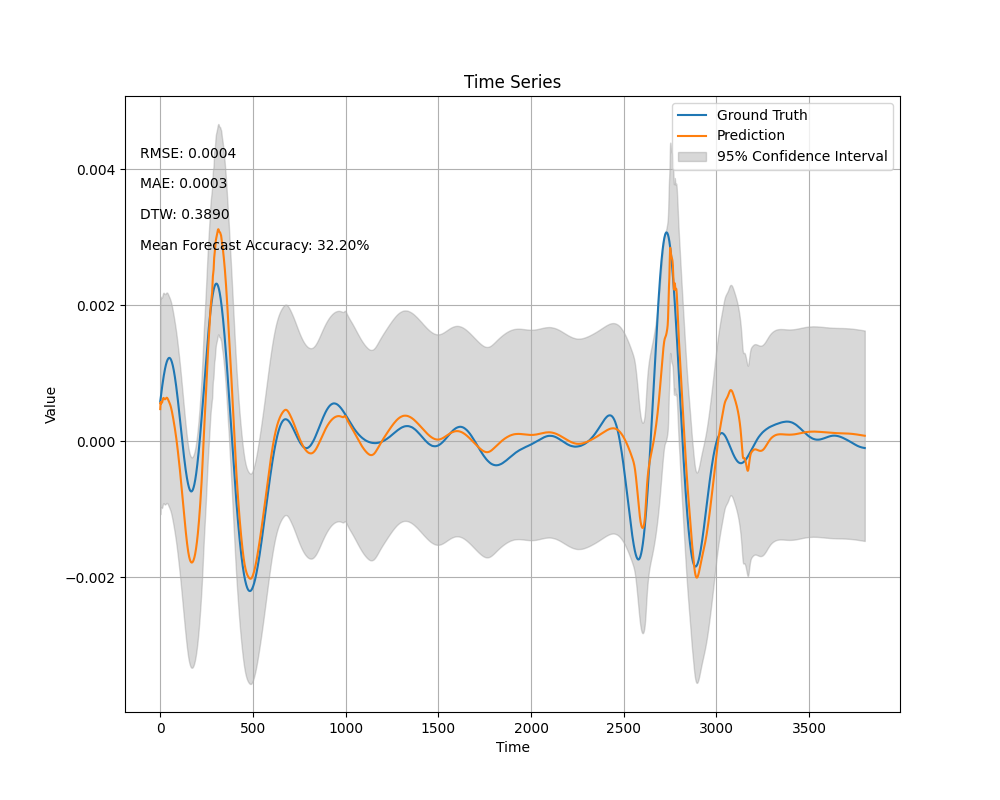 Time Series
Ground Truth
Prediction
95% Confidence Interval
RMSE: 0.0004
MAE: 0.0003
DTW: 0.3890
Mean Forecast Accuracy: 32.20%
0.004
0.002
0.000
−0.002
Value
0 500 1000 1500 2000 2500 3000 3500
Time